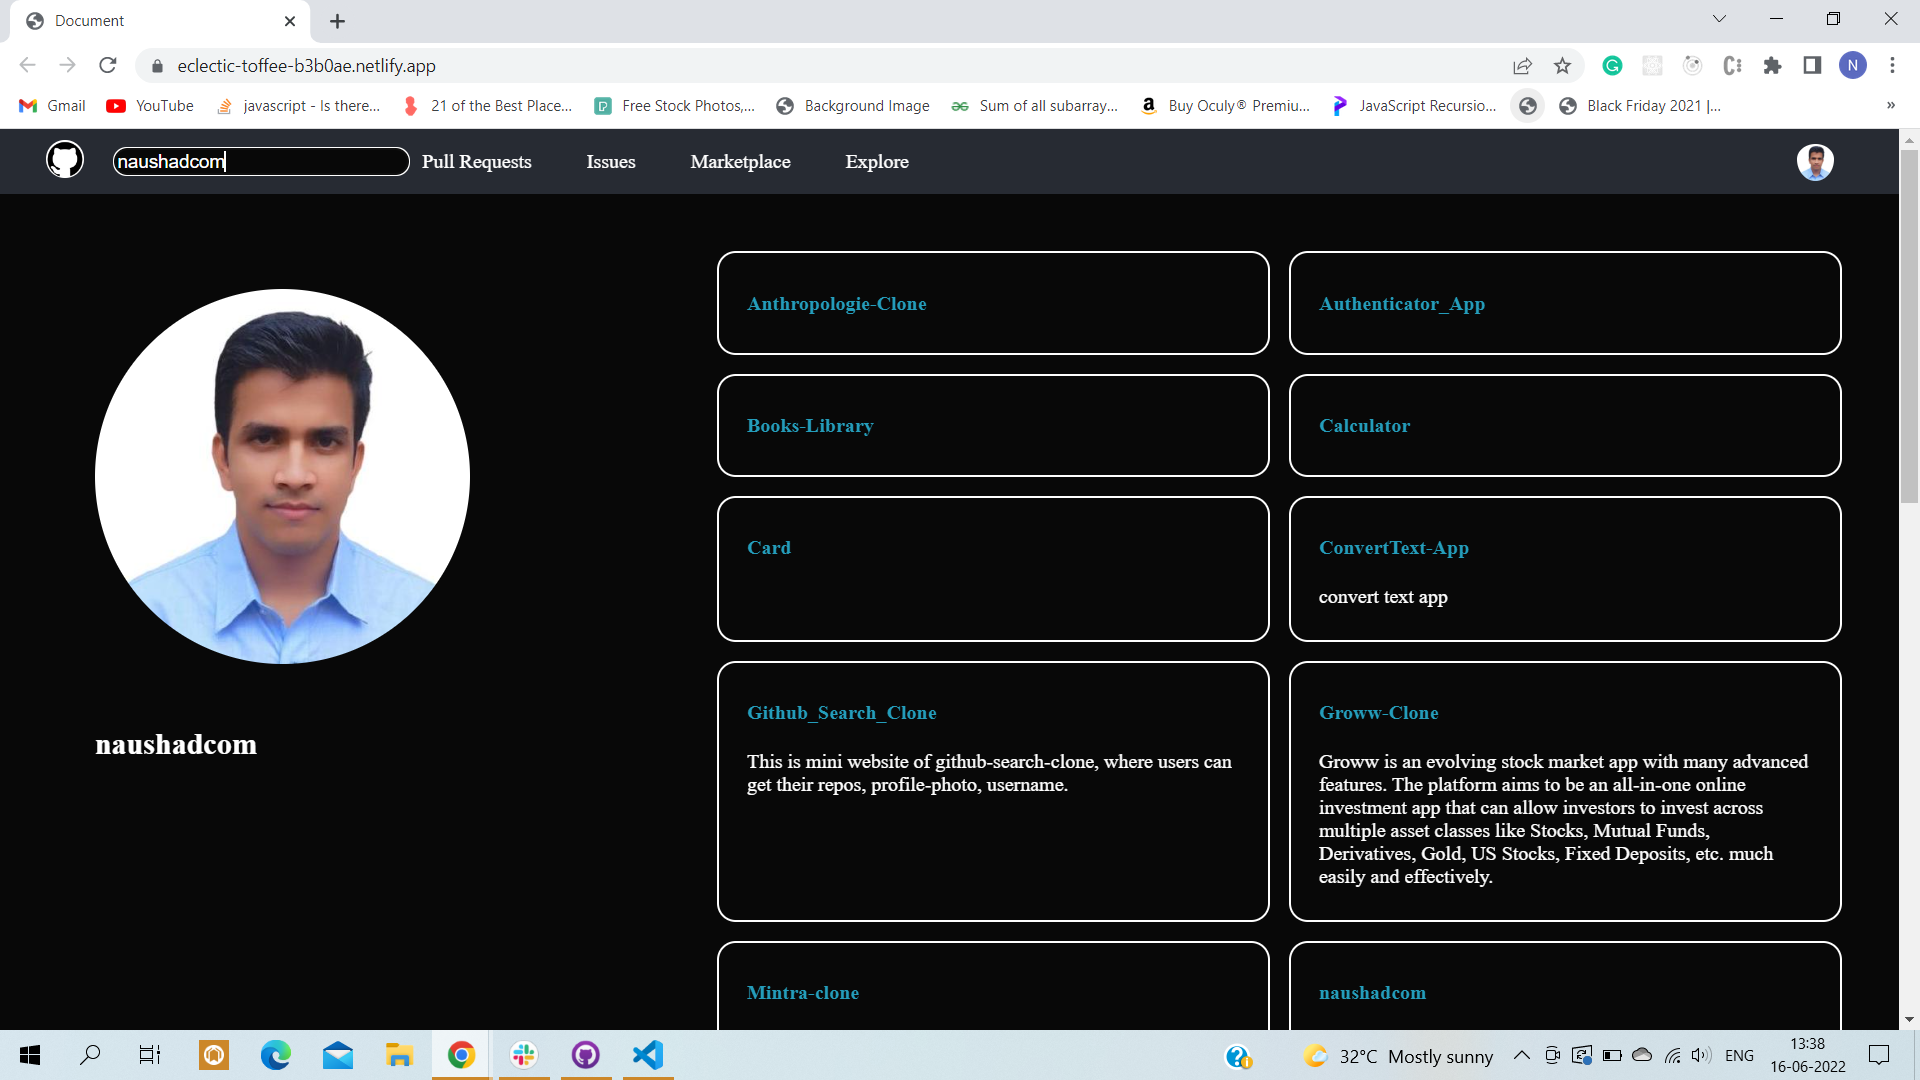 Document
eclectic-toffee-b3b0ae.netlify.app
N
Gmail
YouTube
javascript - Is there...
21 of the Best Place...
Free Stock Photos,...
Background Image
Sum of all subarray...
Buy Oculy® Premiu...
JavaScript Recursio...
Black Friday 2021 |...
»
naushadcom
Pull Requests
Issues
Marketplace
Explore
naushadcom
Anthropologie-Clone
Authenticator_App
Books-Library
Calculator
Card
ConvertText-App
convert text app
Github_Search_Clone
This is mini website of github-search-clone, where users can
get their repos, profile-photo, username.
Groww-Clone
Groww is an evolving stock market app with many advanced
features. The platform aims to be an all-in-one online
investment app that can allow investors to invest across
multiple asset classes like Stocks, Mutual Funds,
Derivatives, Gold, US Stocks, Fixed Deposits, etc. much
easily and effectively.
Mintra-clone
naushadcom
32°C Mostly sunny
ENG
13:38
16-06-2022